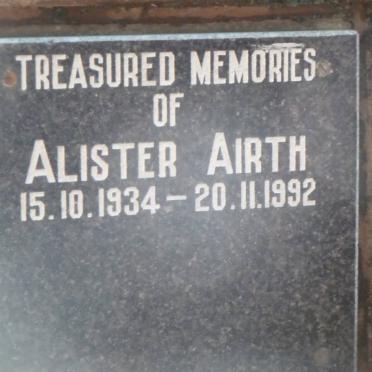 TREASURED MEMORIES
OF
ALISTER AIRTH
15.10.1934 – 20.11.1992